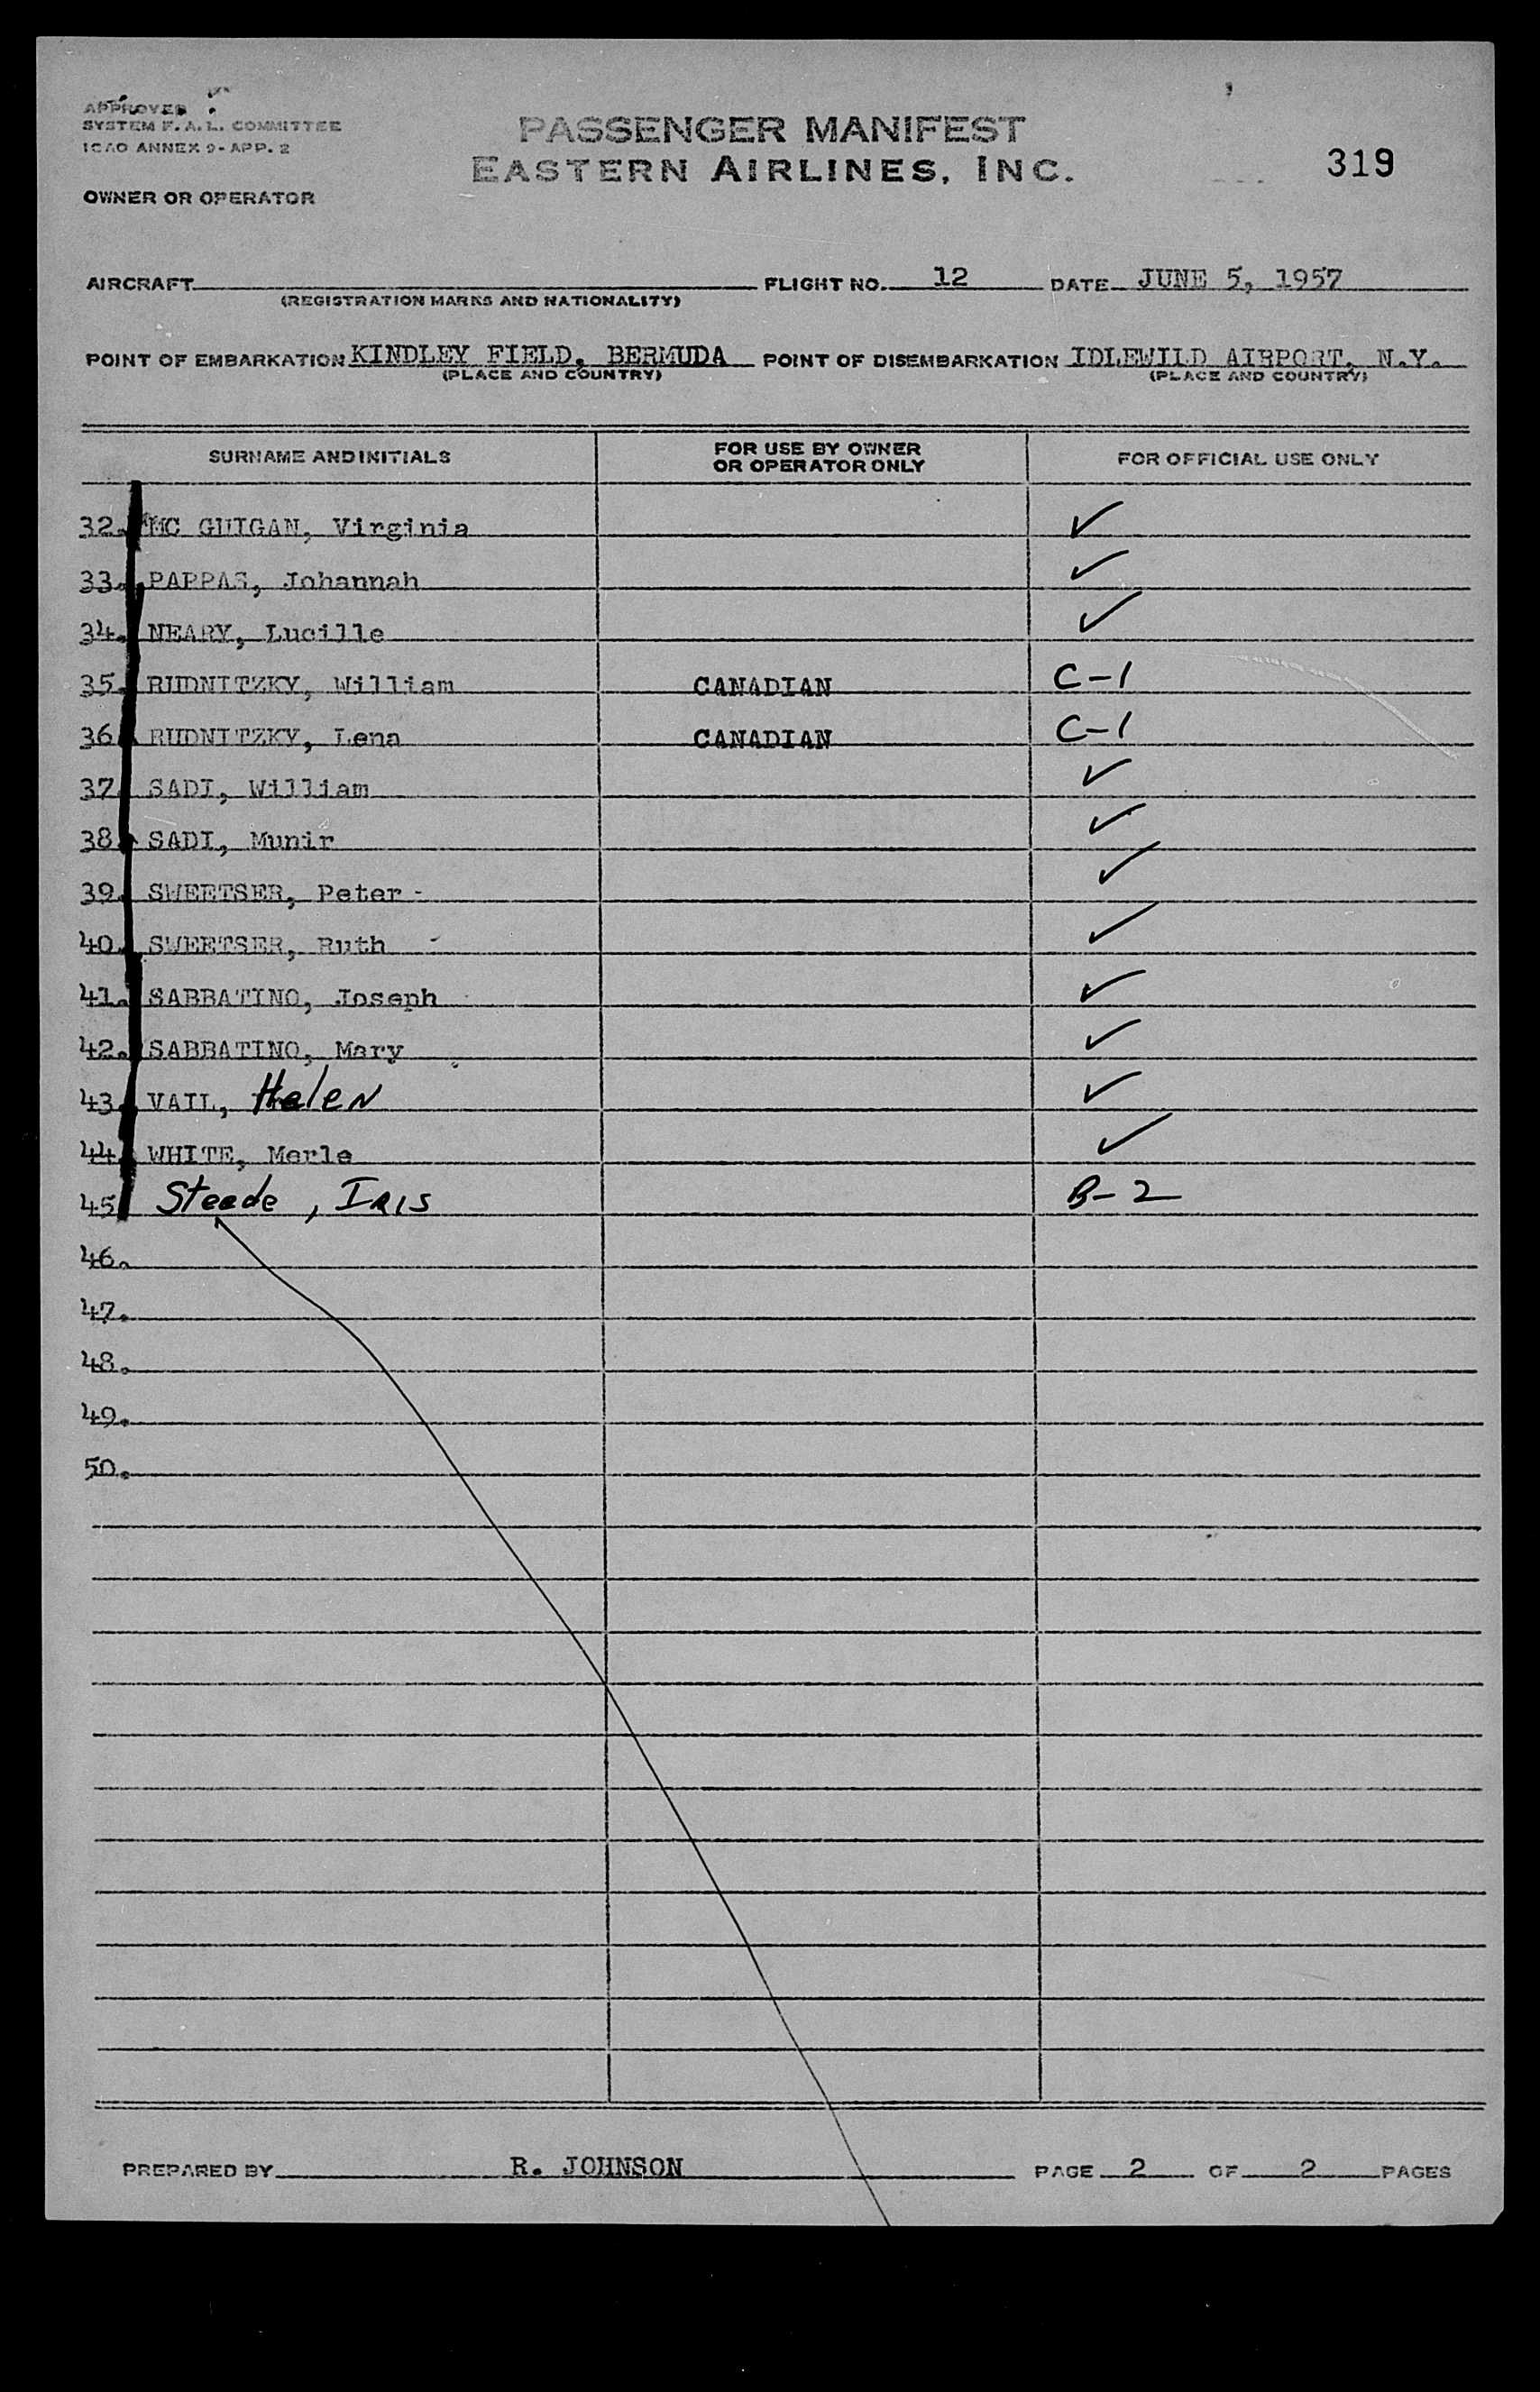 APPROVED
SYSTEM F.A.L. COMMITTEE
ICAO ANNEX 9-APP. 2
PASSENGER MANIFEST
EASTERN AIRLINES, INC.
319
OWNER OR OPERATOR
AIRCRAFT FLIGHT NO. 12 DATE JUNE 5, 1957
(REGISTRATION MARKS AND NATIONALITY)
POINT OF EMBARKATION KINDLEY FIELD, BERMUDA POINT OF DISEMBARKATION IDLEWILD AIRPORT, N.Y.
(PLACE AND COUNTRY) (PLACE AND COUNTRY)
SURNAME AND INITIALS FOR USE BY OWNER OR OPERATOR ONLY FOR OFFICIAL USE ONLY
32. MC GUIGAN, Virginia ✓
33. PAPPAS, Johannah ✓
34. NEARY, Lucille ✓
35. RUDNITZKY, William CANADIAN C-1
36. RUDNITZKY, Lena CANADIAN C-1
37. SADI, William ✓
38. SADI, Munir ✓
39. SWEETSER, Peter - ✓
40. SWEETSER, Ruth ✓
41. SABBATINO, Joseph ✓
42. SABBATINO, Mary ✓
43. VAIL, Helen ✓
44. WHITE, Merle ✓
45. Steede, IRIS B-2
46.
47.
48.
49.
50.
PREPARED BY R. JOHNSON PAGE 2 OF 2 PAGES